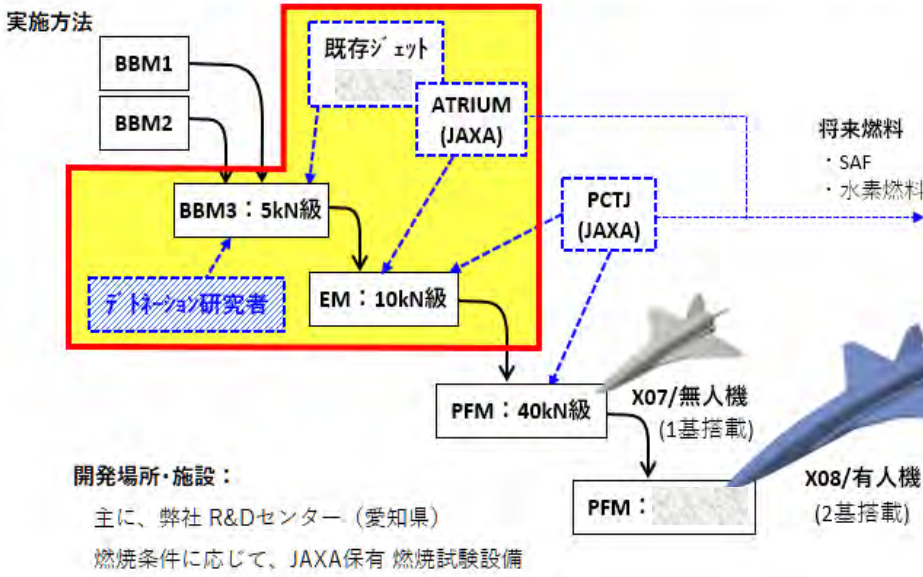 実施方法
BBM1
BBM2
既存ジェット
ATRIUM
(JAXA)
将来燃料
・SAF
・水素燃料
BBM3：5kN級
PCTJ
(JAXA)
デトネーション研究者
EM：10kN級
PFM：40kN級
X07/無人機
(1基搭載)
PFM：
X08/有人機
(2基搭載)
開発場所・施設：
主に、弊社 R&Dセンター（愛知県）
燃焼条件に応じて、JAXA保有 燃焼試験設備